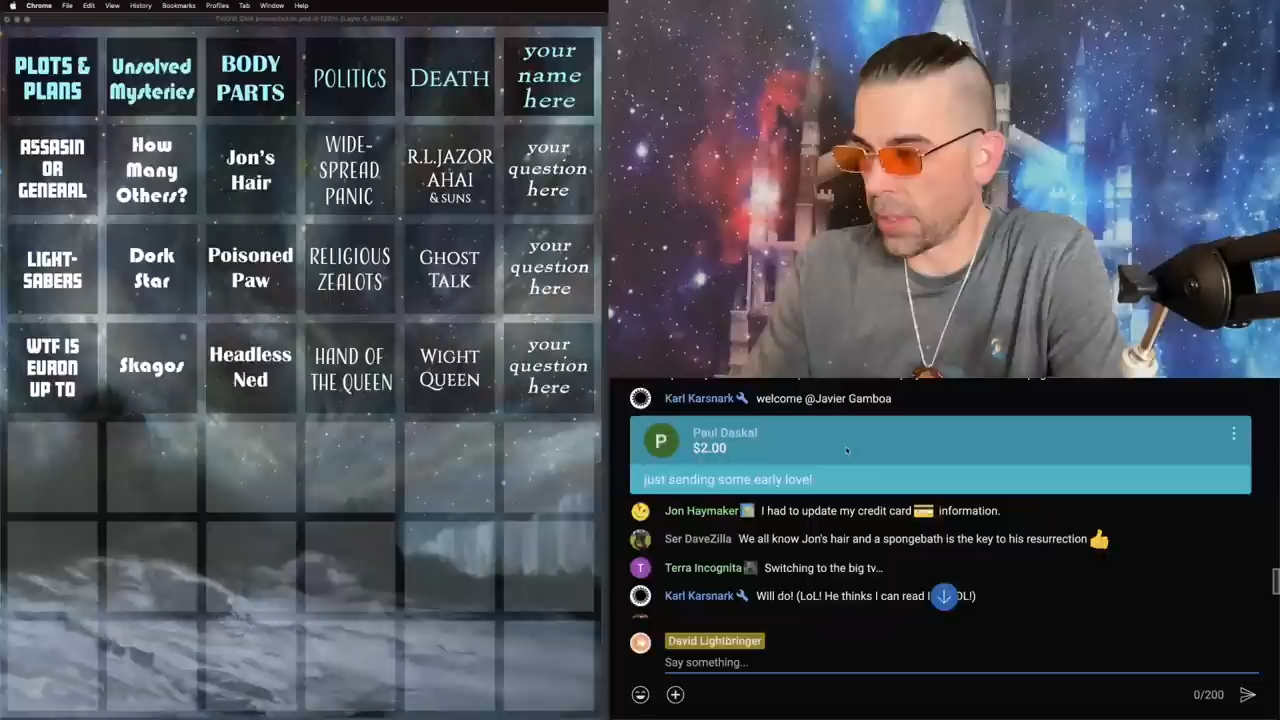 Chrome File Edit View History Bookmarks Profiles Tab Window Help
PLOTS &
PLANS
Unsolved
Mysteries
BODY
PARTS
POLITICS
DEATH
your
name
here
ASSASIN
OR
GENERAL
How
Many
Others?
Jon's
Hair
WIDE-
SPREAD
PANIC
R.L.JAZOR
AHAI
& SUNS
your
question
here
LIGHT-
SABERS
Dork
Star
Poisoned
Paw
RELIGIOUS
ZEALOTS
GHOST
TALK
your
question
here
WTF IS
EURON
UP TO
Skagos
Headless
Ned
HAND OF
THE QUEEN
WIGHT
QUEEN
your
question
here
Karl Karsnark welcome @Javier Gamboa
P
Paul Daskal
$2.00
just sending some early love!
Jon Haymaker I had to update my credit card information.
Ser DaveZilla We all know Jon's hair and a spongebath is the key to his resurrection
T Terra Incognita Switching to the big tv...
Karl Karsnark Will do! (LoL! He thinks I can read OL!)
David Lightbringer
Say something...
0/200